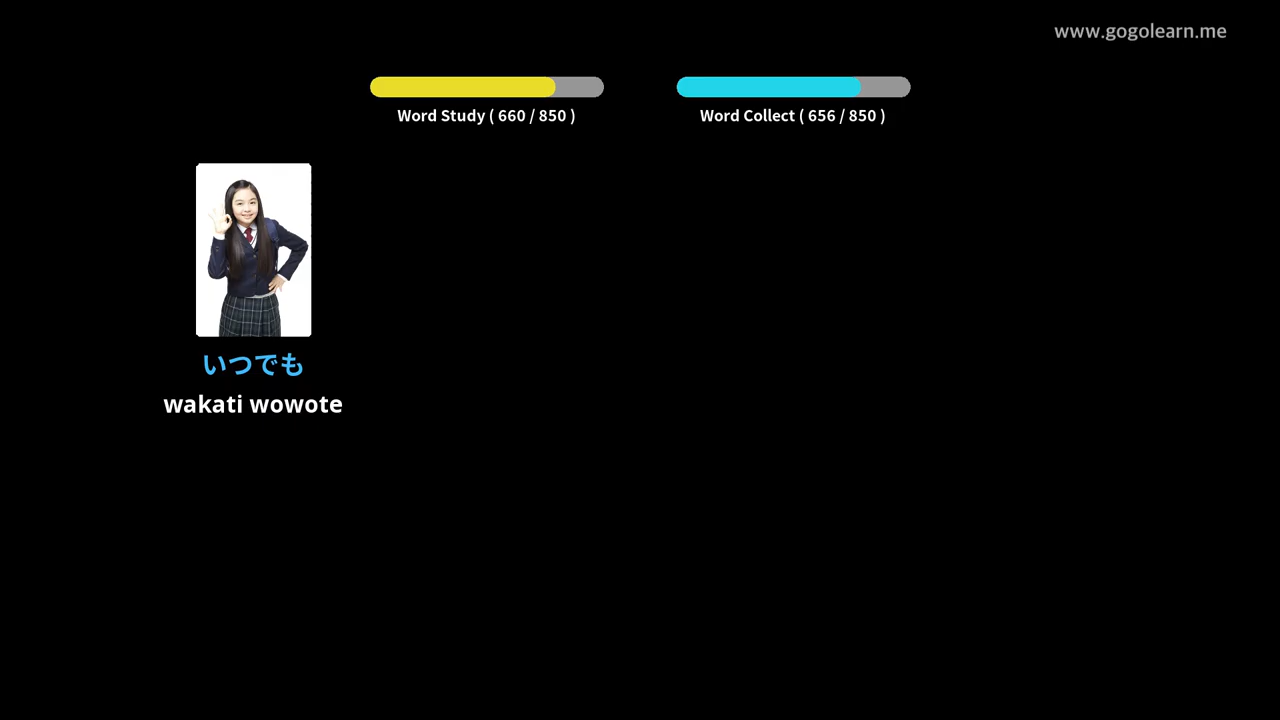 www.gogolearn.me
Word Study ( 660 / 850 )
Word Collect ( 656 / 850 )
いつでも
wakati wowote